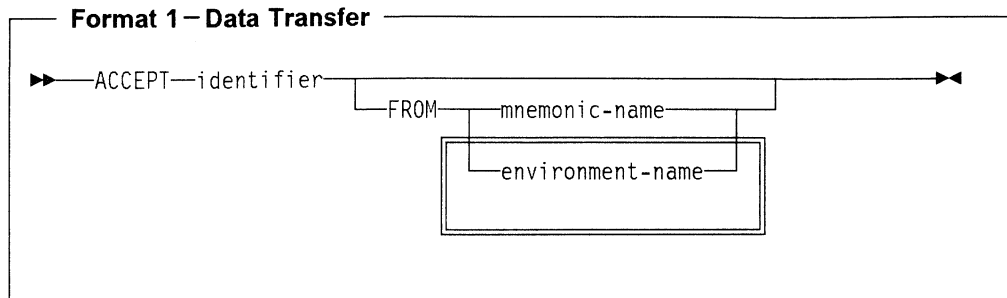 Format 1—Data Transfer
ACCEPT identifier
FROM mnemonic-name
environment-name